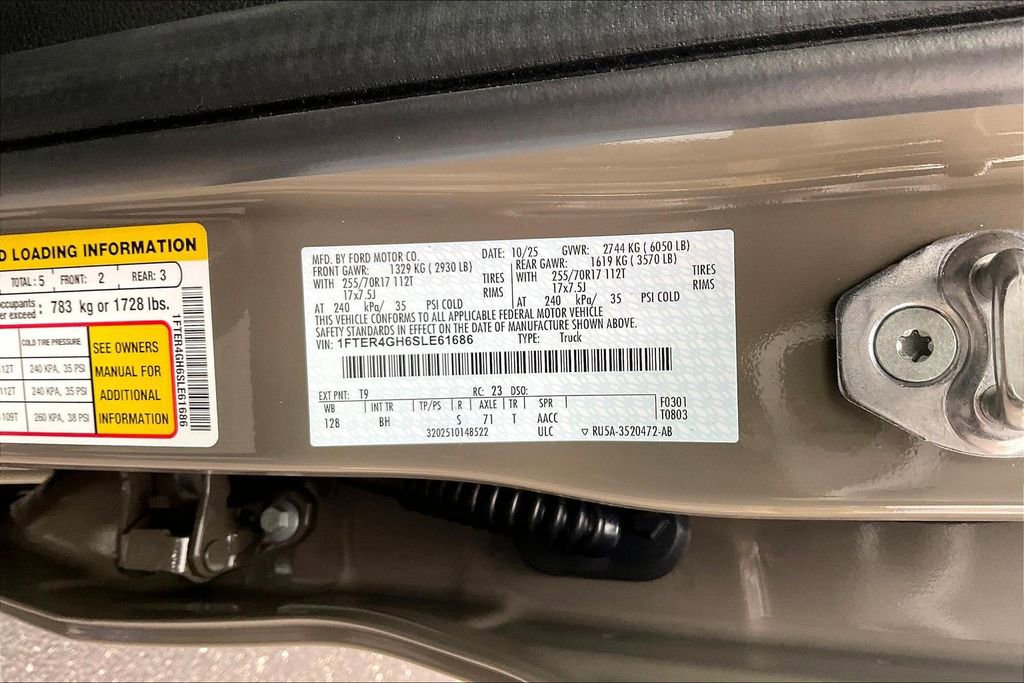 D LOADING INFORMATION
TOTAL: 5 FRONT: 2 REAR: 3
occupants
er exceed: 783 kg or 1728 lbs.
COLD TIRE PRESSURE
12T 240 KPA, 35 PSI
112T 240 KPA, 35 PSI
109T 260 KPA, 38 PSI
SEE OWNERS
MANUAL FOR
ADDITIONAL
INFORMATION
1FTER4GH6SLE61686
MFD. BY FORD MOTOR CO. DATE: 10/25 GVWR: 2744 KG ( 6050 LB)
FRONT GAWR: 1329 KG ( 2930 LB) REAR GAWR: 1619 KG ( 3570 LB)
WITH 255/70R17 112T TIRES WITH 255/70R17 112T TIRES
17x7.5J RIMS 17x7.5J RIMS
AT 240 kPa/ 35 PSI COLD AT 240 kPa/ 35 PSI COLD
THIS VEHICLE CONFORMS TO ALL APPLICABLE FEDERAL MOTOR VEHICLE
SAFETY STANDARDS IN EFFECT ON THE DATE OF MANUFACTURE SHOWN ABOVE.
VIN: 1FTER4GH6SLE61686 TYPE: Truck
EXT PNT: T9 RC: 23 DSO:
WB INT TR TP/PS R AXLE TR SPR F0301
128 BH S 71 T AACC T0803
3202510148522 ULC ▽ RU5A-3520472-AB